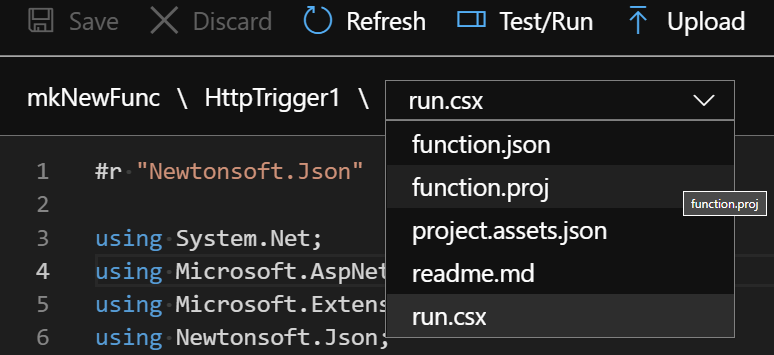 Save Discard Refresh Test/Run Upload
mkNewFunc \ HttpTrigger1 \ run.csx
function.json
function.proj
function.proj
project.assets.json
readme.md
run.csx
1 #r "Newtonsoft.Json"
2
3 using System.Net;
4 using Microsoft.AspNet
5 using Microsoft.Extens
6 using Newtonsoft.Json;